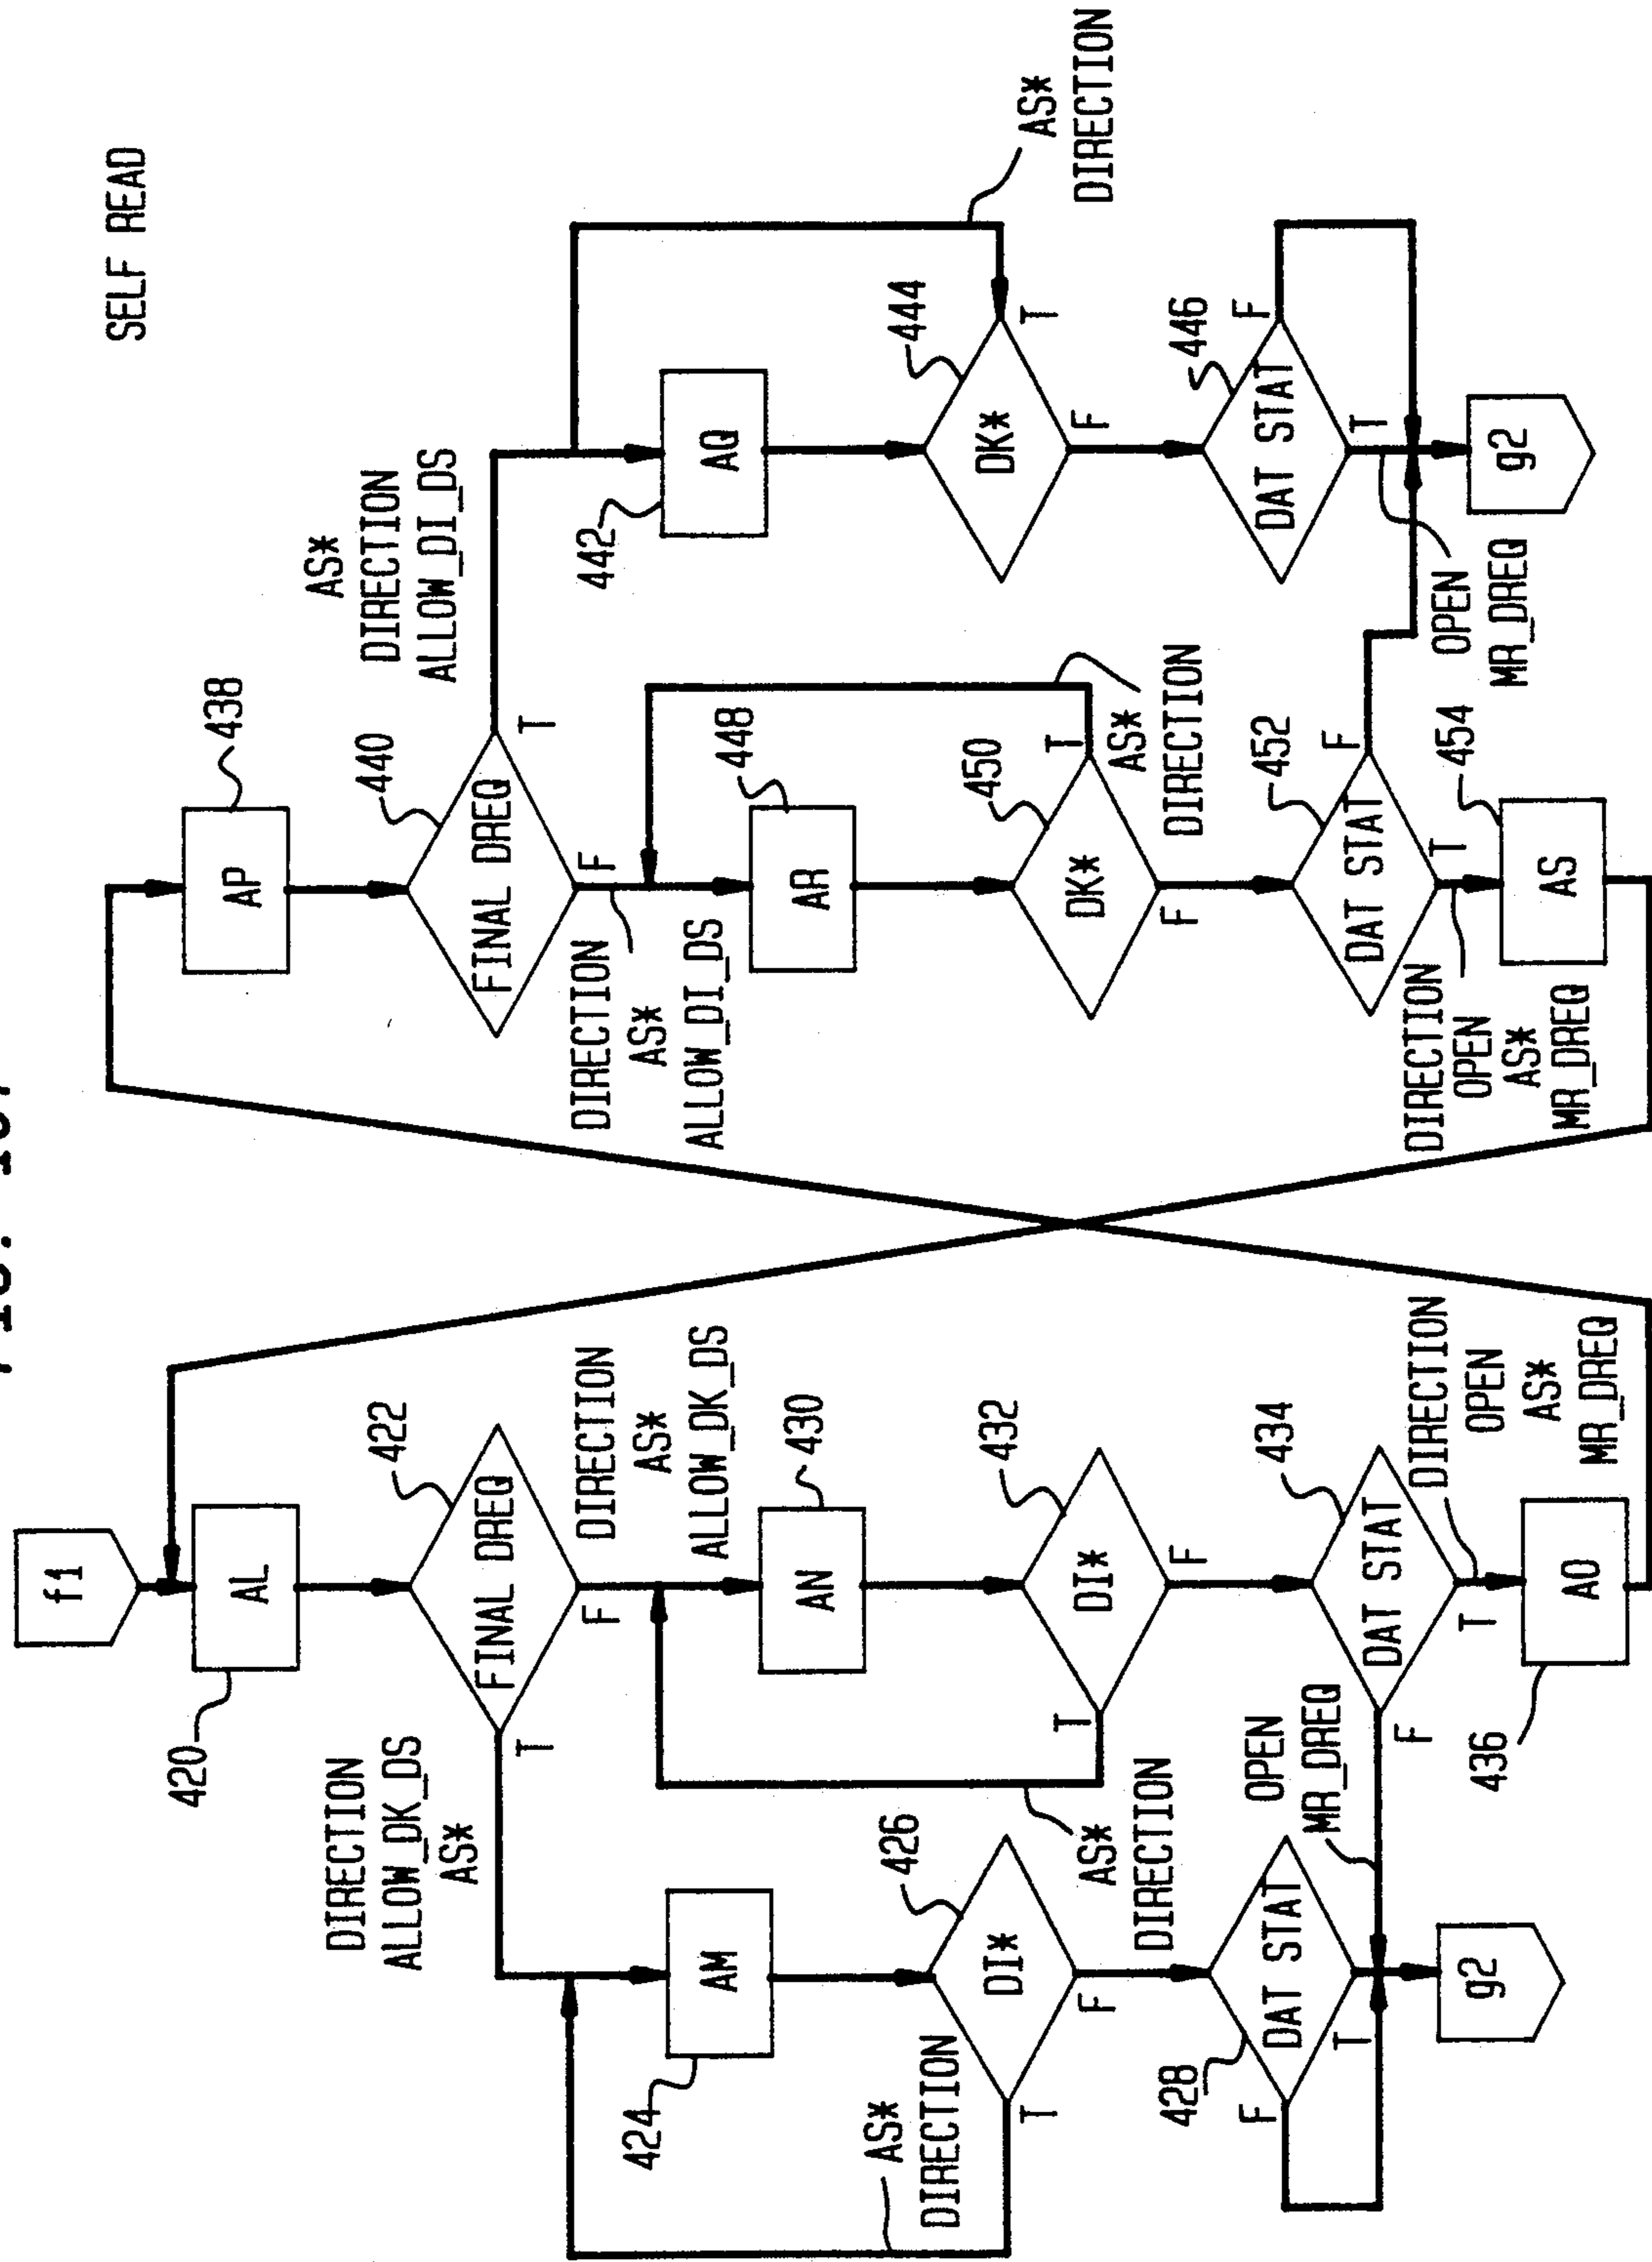 SELF READ
f1
AL
420
AP
438
FINAL DREQ
422
T
F
DIRECTION
ALLOW_DK_DS
AS*
DIRECTION
AS*
ALLOW_DK_DS
FINAL DREQ
440
T
F
AS*
DIRECTION
ALLOW_DI_DS
DIRECTION
AS*
ALLOW_DI_DS
AM
424
AN
430
AR
448
AQ
442
DI*
426
T
F
AS*
DIRECTION
DI*
432
T
F
AS*
DIRECTION
DK*
450
T
F
AS*
DIRECTION
DK*
444
T
F
AS*
DIRECTION
DAT STAT
428
F
T
OPEN
MR_DREQ
DAT STAT
434
F
T
DIRECTION
OPEN
AS*
MR_DREQ
DAT STAT
452
F
T
DIRECTION
OPEN
AS*
MR_DREQ
DAT STAT
446
F
T
OPEN
MR_DREQ
g2
436
AO
AS
454
g2